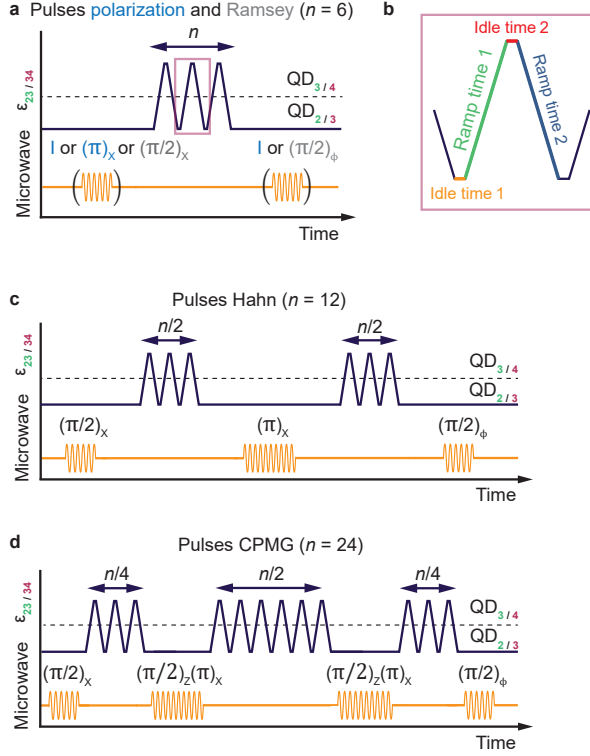 a Pulses polarization and Ramsey (n = 6)
n
ε23/34
QD3/4
QD2/3
I or (π)X or (π/2)X
I or (π/2)ϕ
Microwave
Time
b
Idle time 2
Ramp time 1
Ramp time 2
Idle time 1
c
Pulses Hahn (n = 12)
n/2
n/2
ε23/34
QD3/4
QD2/3
(π/2)X
(π)X
(π/2)ϕ
Microwave
Time
d
Pulses CPMG (n = 24)
n/4
n/2
n/4
ε23/34
QD3/4
QD2/3
(π/2)X
(π/2)Z(π)X
(π/2)Z(π)X
(π/2)ϕ
Microwave
Time